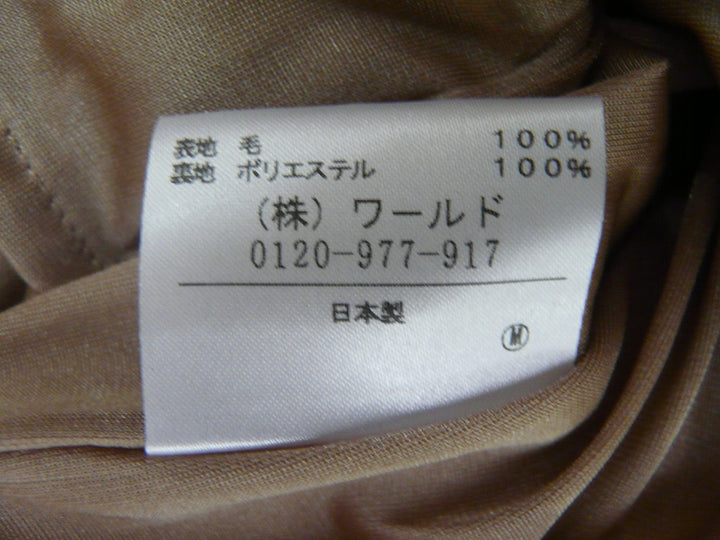 表地 毛 100%
裏地 ポリエステル 100%
(株) ワールド
0120-977-917
日本製
Ⓜ